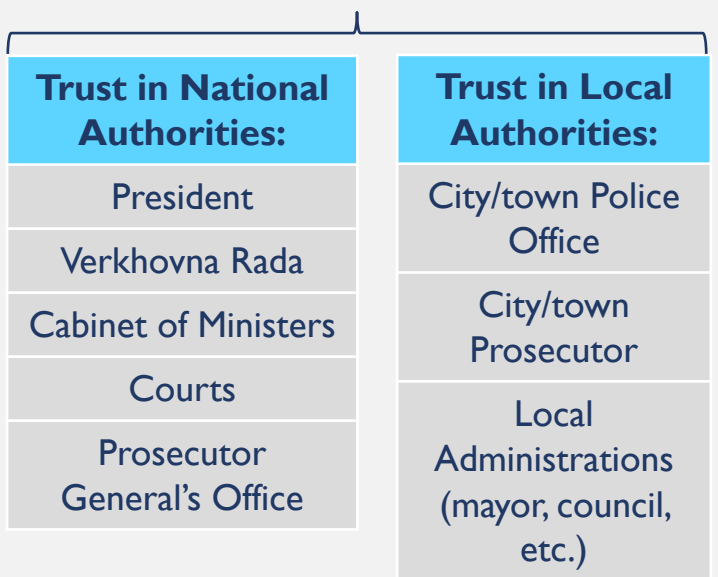 Trust in National
Authorities:
President
Verkhovna Rada
Cabinet of Ministers
Courts
Prosecutor
General’s Office
Trust in Local
Authorities:
City/town Police
Office
City/town
Prosecutor
Local
Administrations
(mayor, council,
etc.)